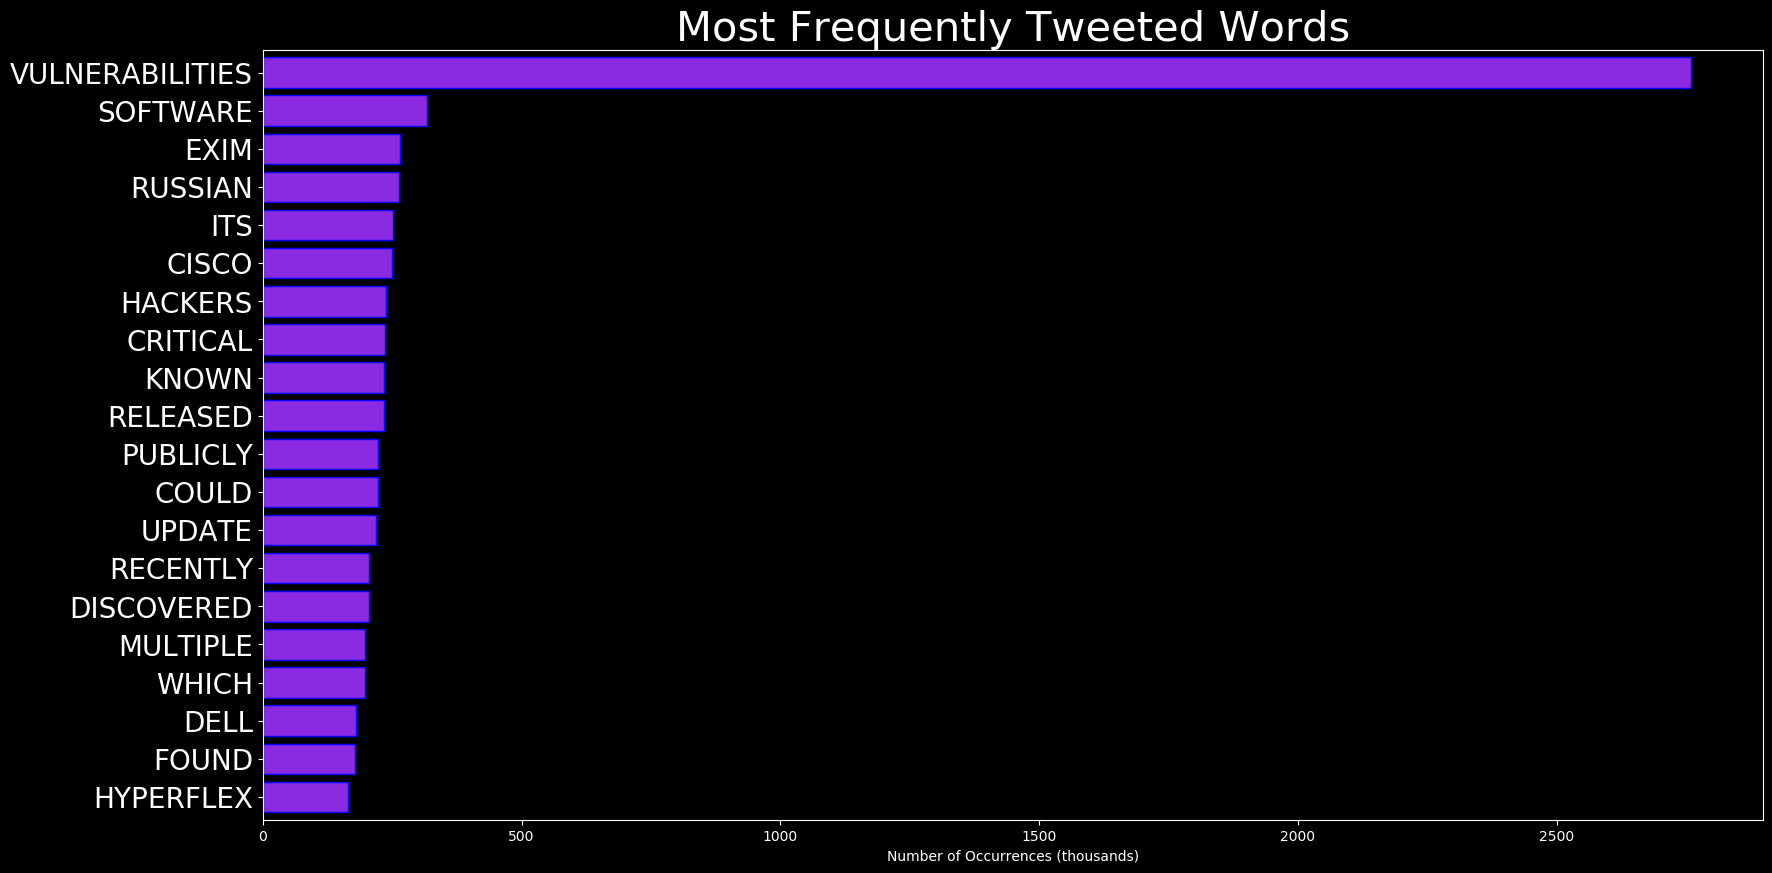 Most Frequently Tweeted Words
VULNERABILITIES
SOFTWARE
EXIM
RUSSIAN
ITS
CISCO
HACKERS
CRITICAL
KNOWN
RELEASED
PUBLICLY
COULD
UPDATE
RECENTLY
DISCOVERED
MULTIPLE
WHICH
DELL
FOUND
HYPERFLEX
0 500 1000 1500 2000 2500
Number of Occurrences (thousands)